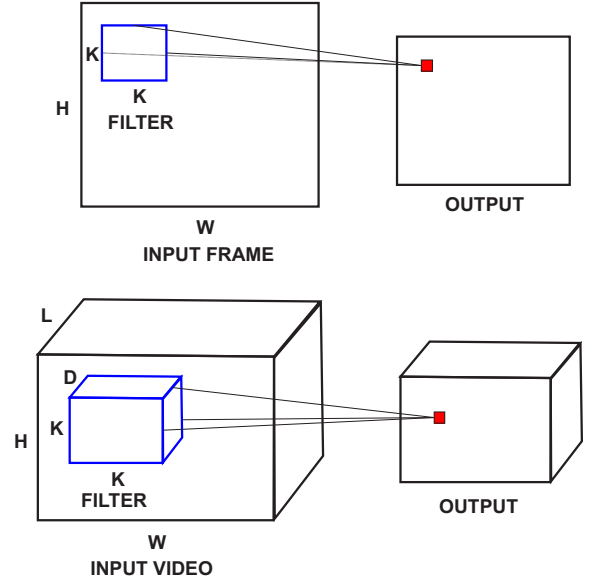 K
K
FILTER
H
W
INPUT FRAME
OUTPUT
L
D
K
H
K
FILTER
W
INPUT VIDEO
OUTPUT